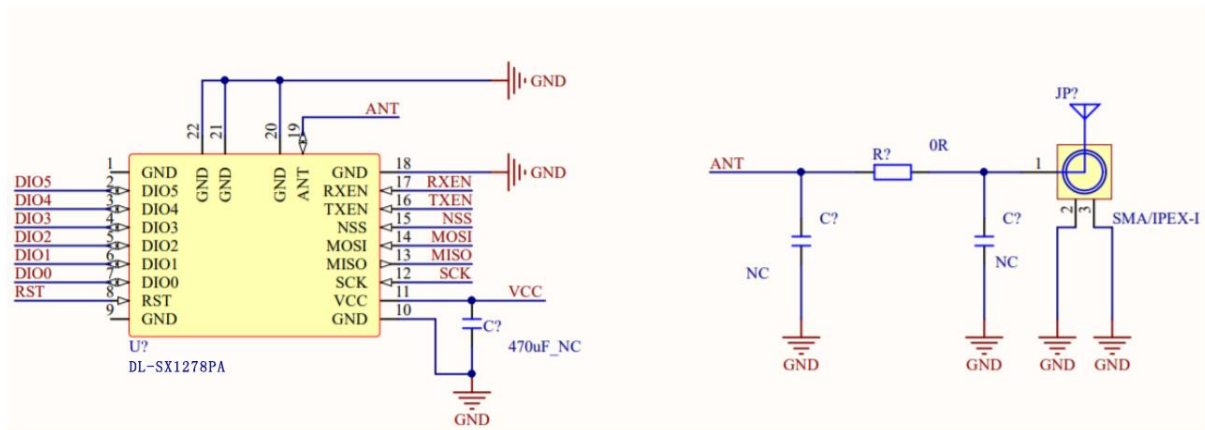 GND
ANT
22
21
20
19
GND
GND
GND
ANT
1
GND
GND
18
GND
DIO5
2
DIO5
RXEN
17
RXEN
DIO4
3
DIO4
TXEN
16
TXEN
DIO3
4
DIO3
NSS
15
NSS
DIO2
5
DIO2
MOSI
14
MOSI
DIO1
6
DIO1
MISO
13
MISO
DIO0
7
DIO0
SCK
12
SCK
RST
8
RST
VCC
11
VCC
9
GND
GND
10
C?
470uF_NC
U?
DL-SX1278PA
GND
JP?
ANT
R?
0R
1
C?
NC
C?
NC
2
3
SMA/IPEX-I
GND
GND
GND
GND